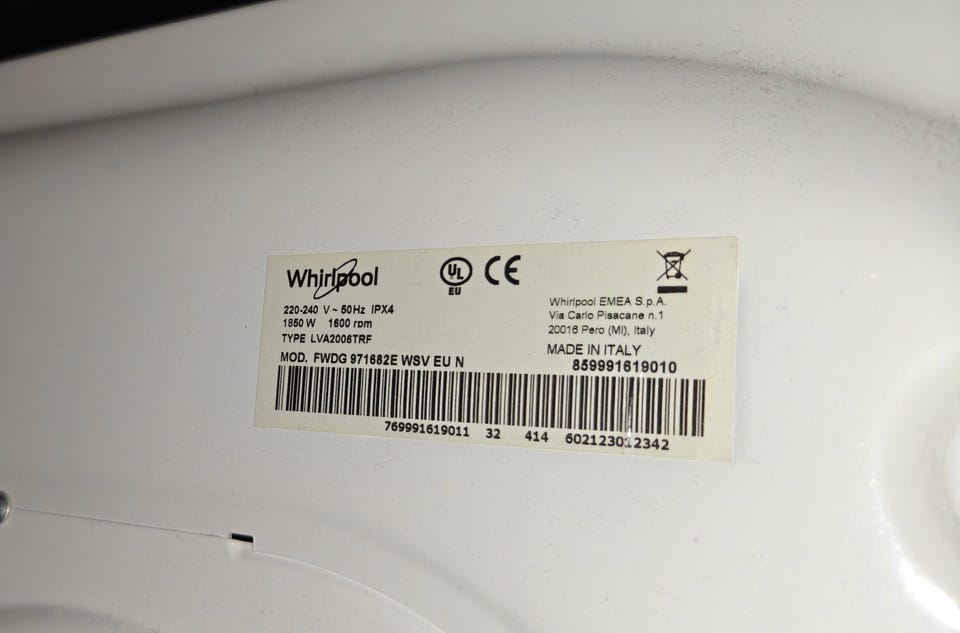 Whirlpool
UL
EU
CE
220-240 V ~ 50Hz IPX4
1850 W 1600 rpm
TYPE LVA2006TRF
MOD. FWDG 971682E WSV EU N
Whirlpool EMEA S.p.A.
Via Carlo Pisacane n.1
20016 Pero (MI), Italy
MADE IN ITALY
859991619010
769991619011 32 414 602123012342